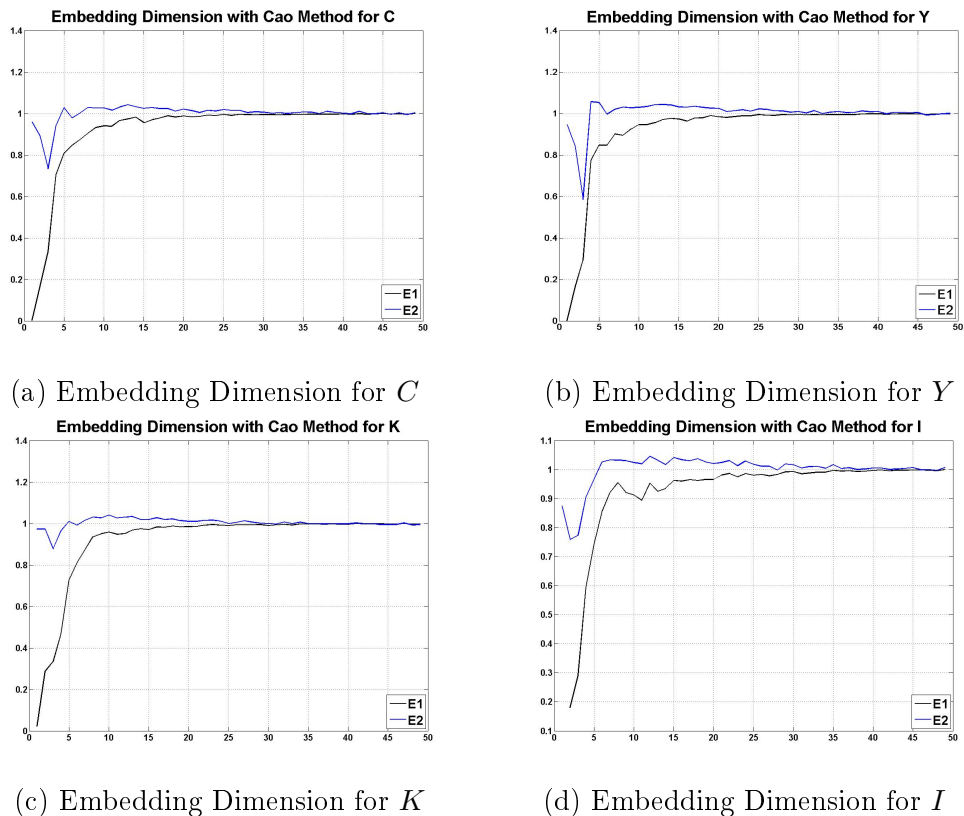 Embedding Dimension with Cao Method for C
1.4
1.2
1
0.8
0.6
0.4
0.2
0
0 5 10 15 20 25 30 35 40 45 50
E1
E2
(a) Embedding Dimension for C
Embedding Dimension with Cao Method for Y
1.4
1.2
1
0.8
0.6
0.4
0.2
0
0 5 10 15 20 25 30 35 40 45 50
E1
E2
(b) Embedding Dimension for Y
Embedding Dimension with Cao Method for K
1.4
1.2
1
0.8
0.6
0.4
0.2
0
0 5 10 15 20 25 30 35 40 45 50
E1
E2
(c) Embedding Dimension for K
Embedding Dimension with Cao Method for I
1.1
1
0.9
0.8
0.7
0.6
0.5
0.4
0.3
0.2
0.1
0 5 10 15 20 25 30 35 40 45 50
E1
E2
(d) Embedding Dimension for I